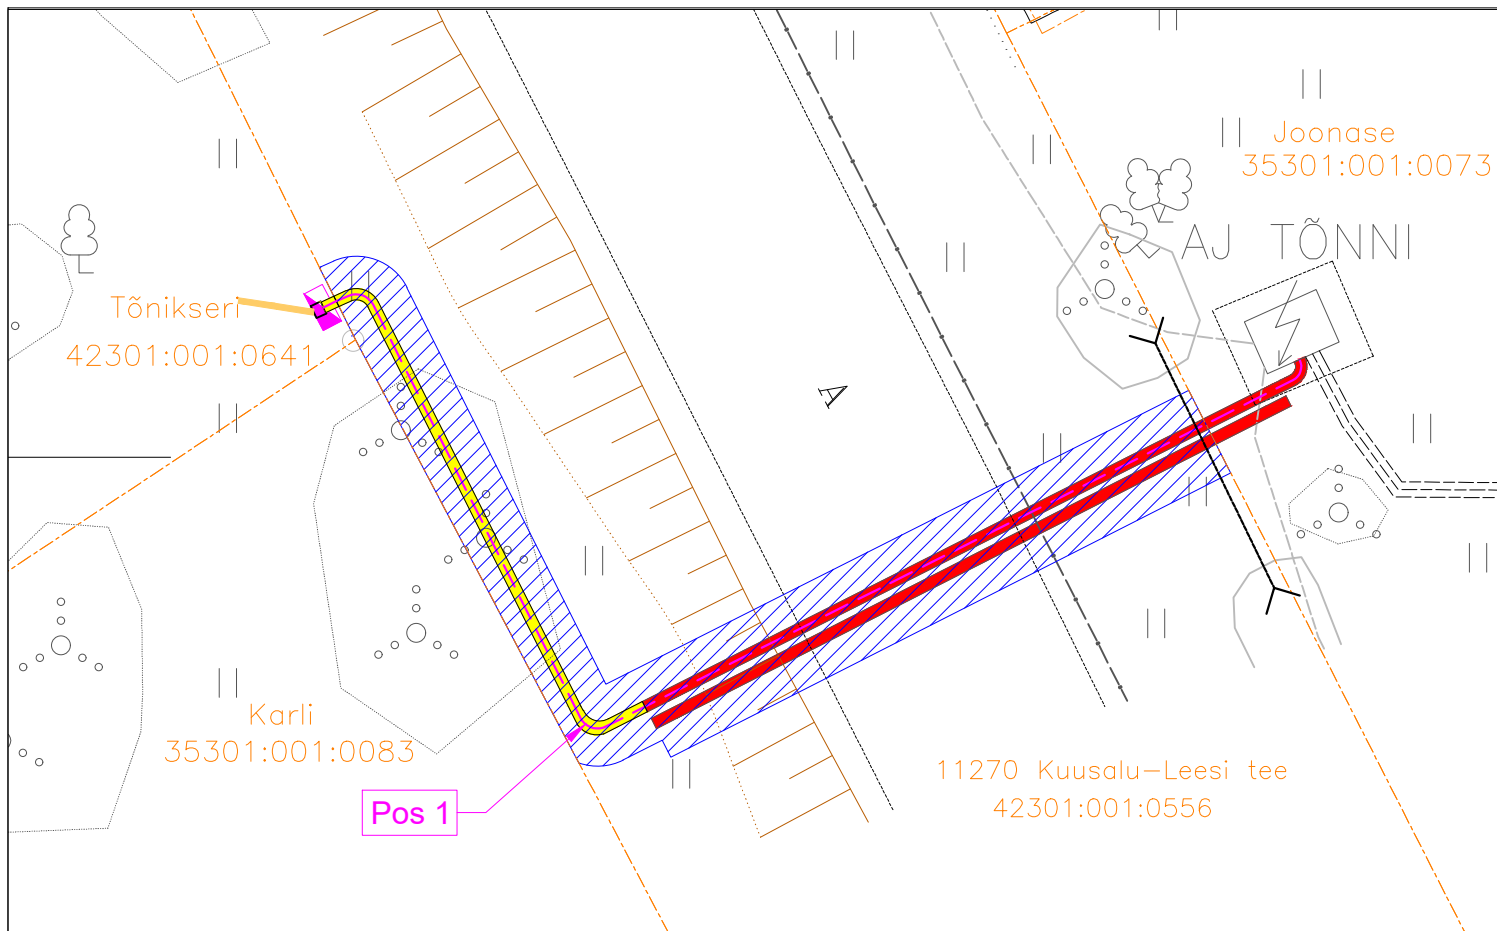 Joonase
35301:001:0073
AJ TÕNNI
Tõnikseri
42301:001:0641
A
Karli
35301:001:0083
Pos 1
11270 Kuusalu-Leesi tee
42301:001:0556